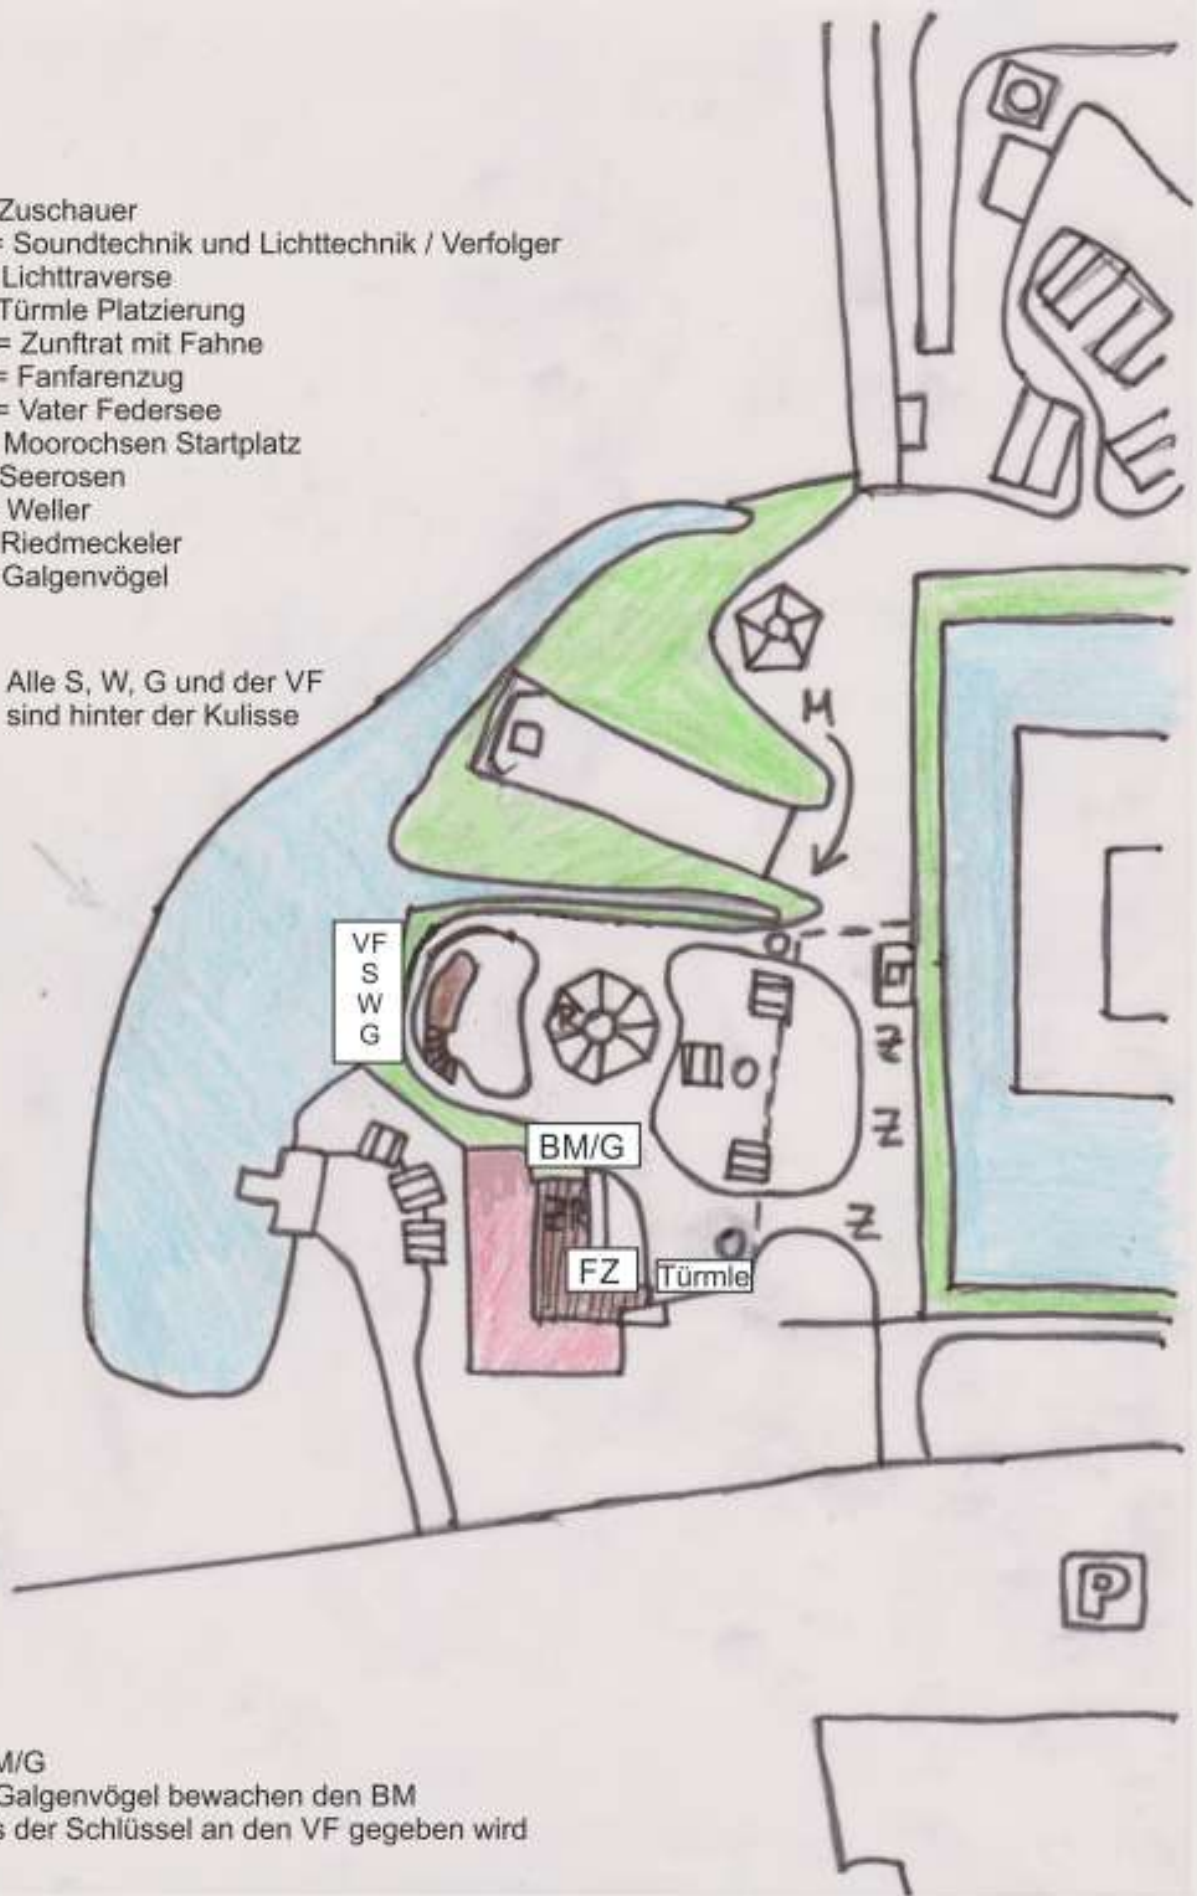 Zuschauer
= Soundtechnik und Lichttechnik / Verfolger
Lichttraverse
Türmle Platzierung
= Zunftrat mit Fahne
= Fanfarenzug
= Vater Federsee
Moorochsen Startplatz
Seerosen
Weller
Riedmeckeler
Galgenvögel
Alle S, W, G und der VF
sind hinter der Kulisse
M
VF
S
W
G
R
Z
Z
BM/G
Z
FZ
Türmle
P
M/G
Galgenvögel bewachen den BM
s der Schlüssel an den VF gegeben wird